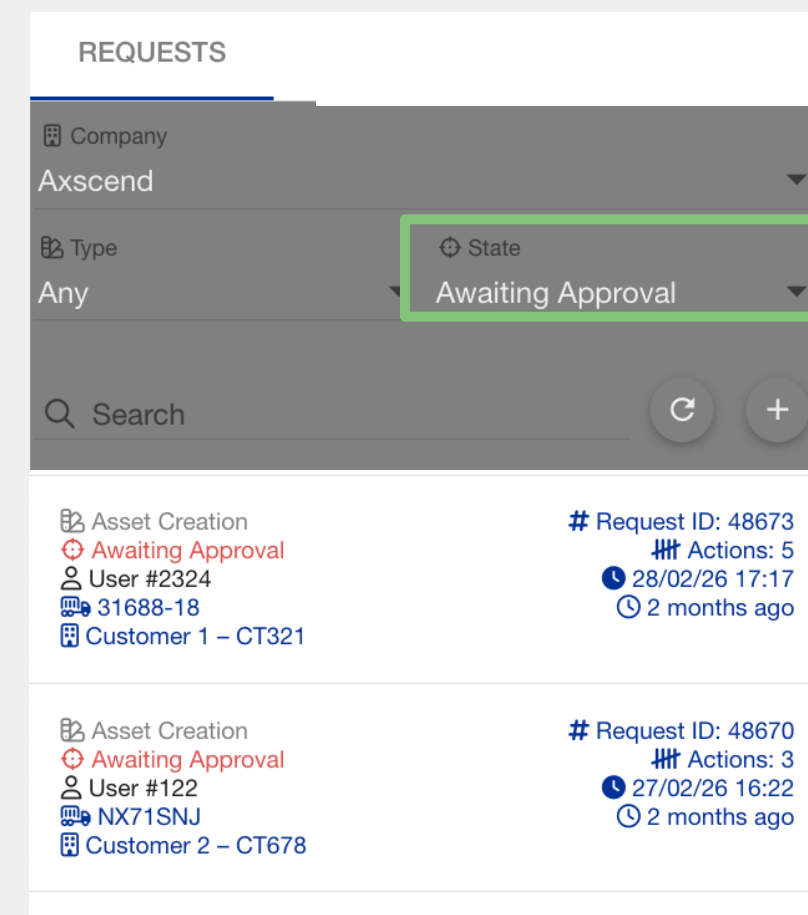 REQUESTS
Company
Axscend
Type
State
Any
Awaiting Approval
Search
Asset Creation
# Request ID: 48673
Awaiting Approval
Actions: 5
User #2324
28/02/26 17:17
31688-18
2 months ago
Customer 1 – CT321
Asset Creation
# Request ID: 48670
Awaiting Approval
Actions: 3
User #122
27/02/26 16:22
NX71SNJ
2 months ago
Customer 2 – CT678